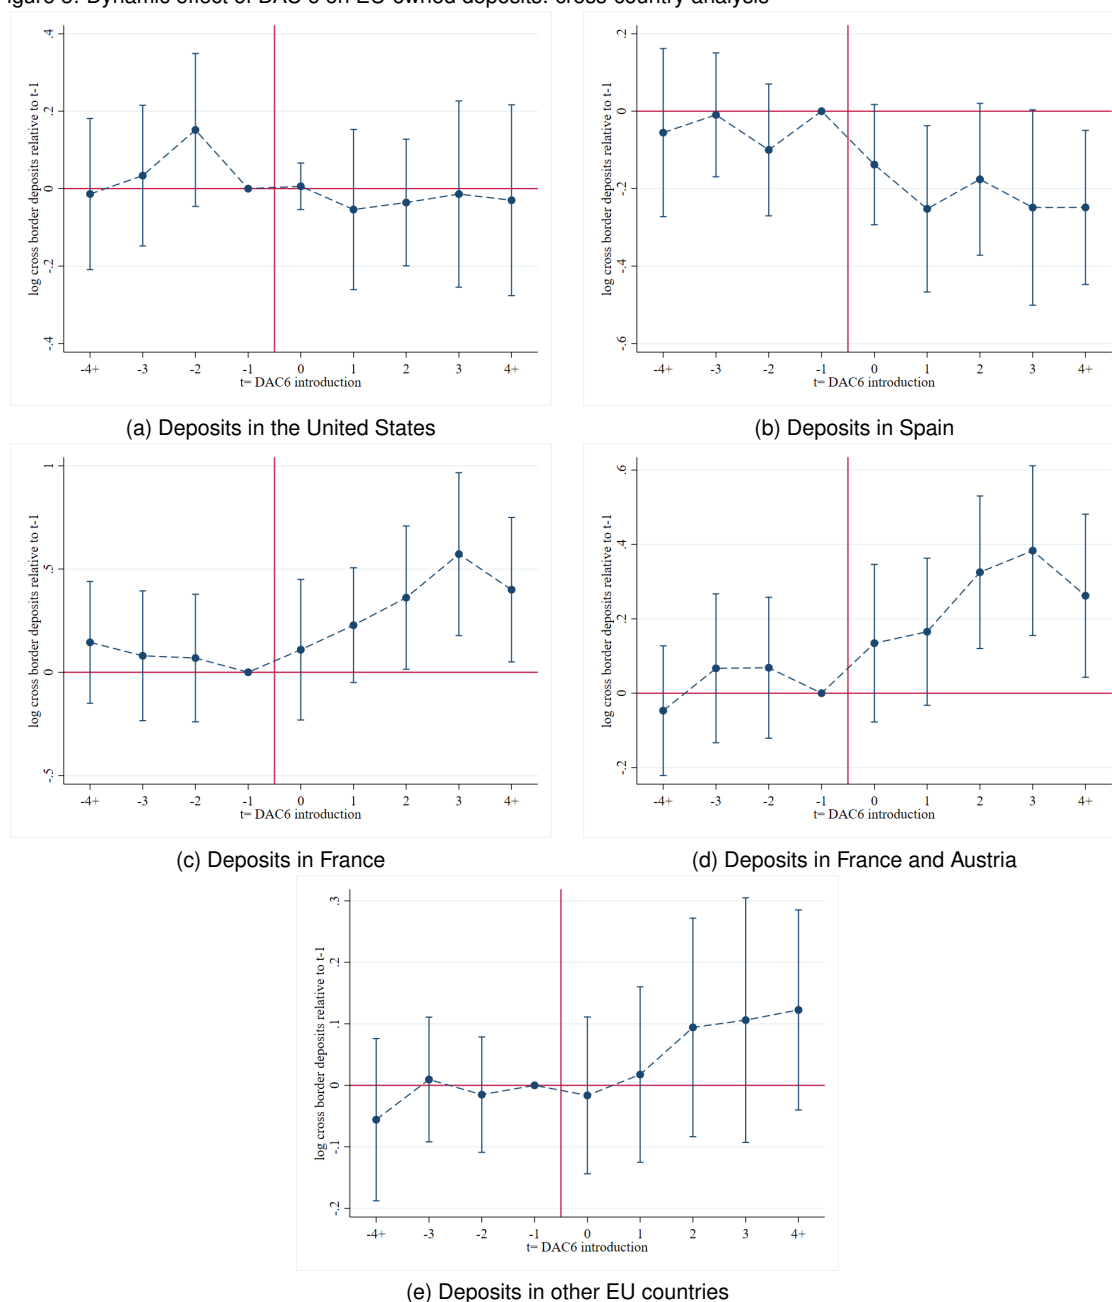 igure 3: Dynamic effect of DAC 6 on EU-owned deposits: cross-country analysis
log cross border deposits relative to t-1
.4
.2
0
-.2
-.4
-4+ -3 -2 -1 0 1 2 3 4+
t= DAC6 introduction
(a) Deposits in the United States
log cross border deposits relative to t-1
.2
0
-.2
-.4
-.6
-4+ -3 -2 -1 0 1 2 3 4+
t= DAC6 introduction
(b) Deposits in Spain
log cross border deposits relative to t-1
1
.5
0
-.5
-4+ -3 -2 -1 0 1 2 3 4+
t= DAC6 introduction
(c) Deposits in France
log cross border deposits relative to t-1
.6
.4
.2
0
-.2
-4+ -3 -2 -1 0 1 2 3 4+
t= DAC6 introduction
(d) Deposits in France and Austria
log cross border deposits relative to t-1
.3
.2
.1
0
-.1
-.2
-4+ -3 -2 -1 0 1 2 3 4+
t= DAC6 introduction
(e) Deposits in other EU countries